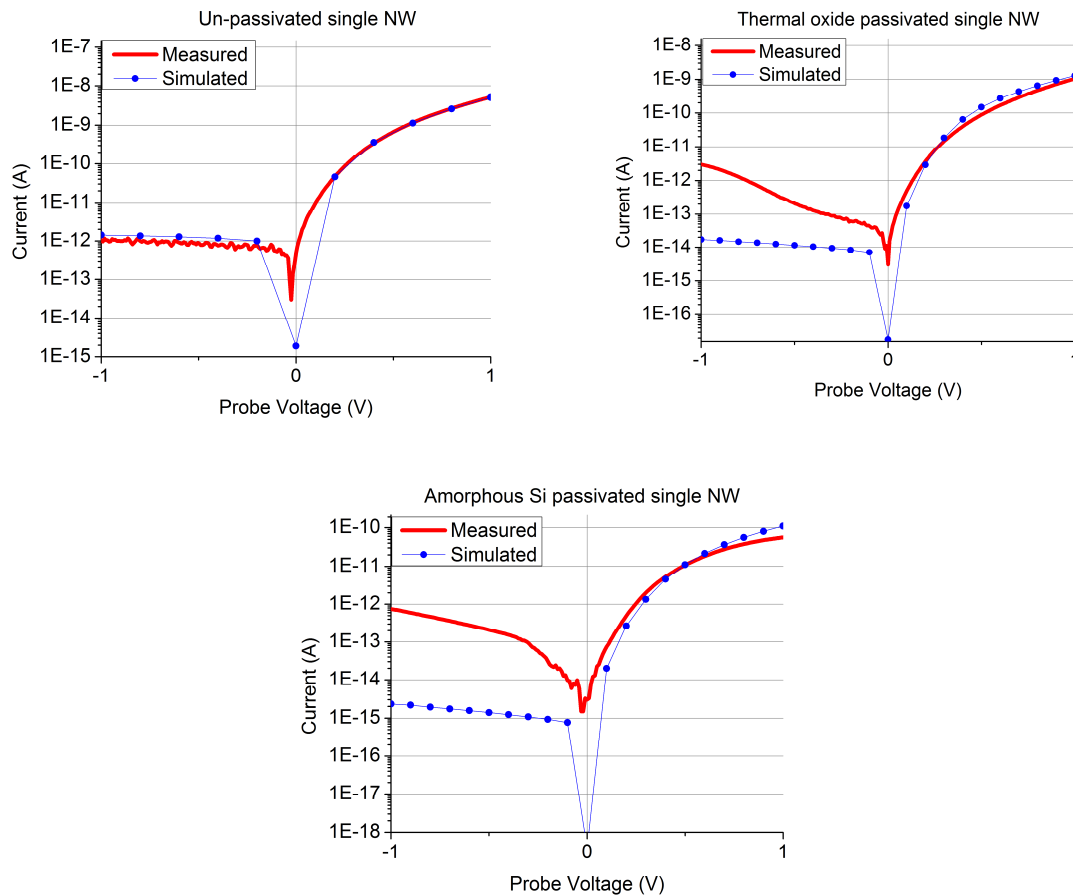 Un-passivated single NW
Measured
Simulated
1E-7
1E-8
1E-9
1E-10
1E-11
1E-12
1E-13
1E-14
1E-15
Current (A)
-1
0
1
Probe Voltage (V)
Thermal oxide passivated single NW
Measured
Simulated
1E-8
1E-9
1E-10
1E-11
1E-12
1E-13
1E-14
1E-15
1E-16
Current (A)
-1
0
1
Probe Voltage (V)
Amorphous Si passivated single NW
Measured
Simulated
1E-10
1E-11
1E-12
1E-13
1E-14
1E-15
1E-16
1E-17
1E-18
Current (A)
-1
0
1
Probe Voltage (V)